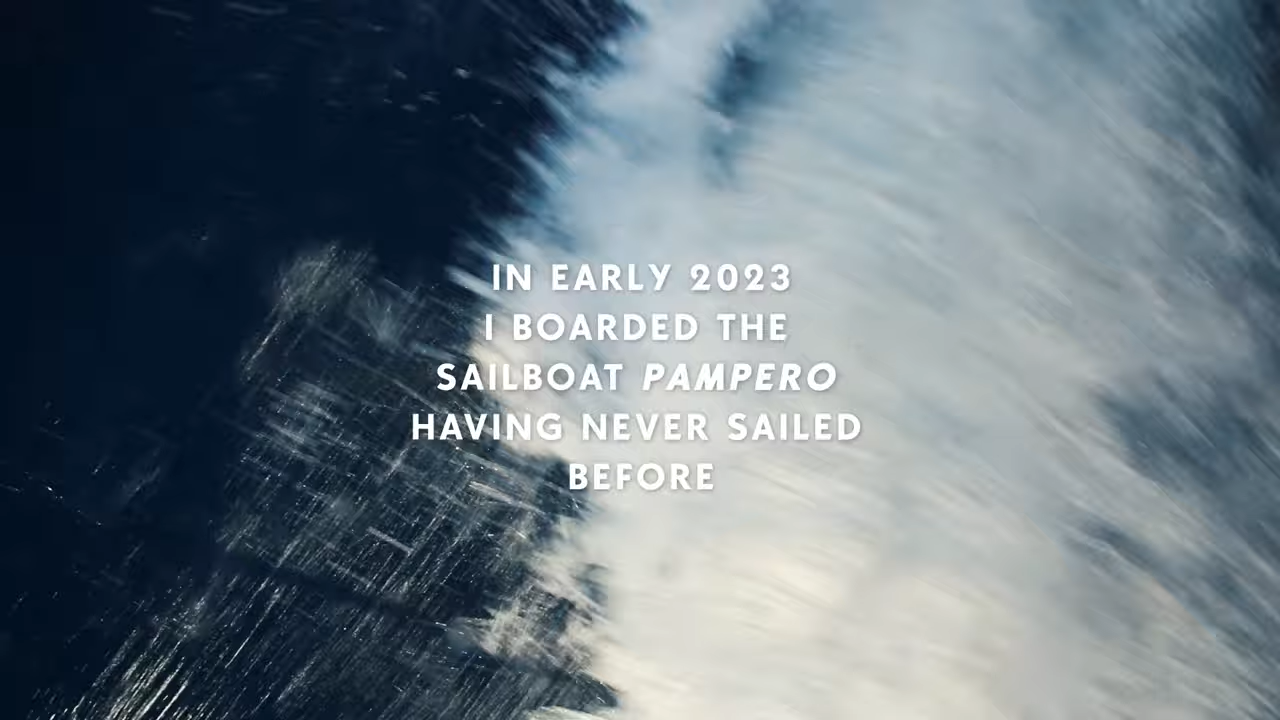 IN EARLY 2023
I BOARDED THE
SAILBOAT PAMPERO
HAVING NEVER SAILED
BEFORE